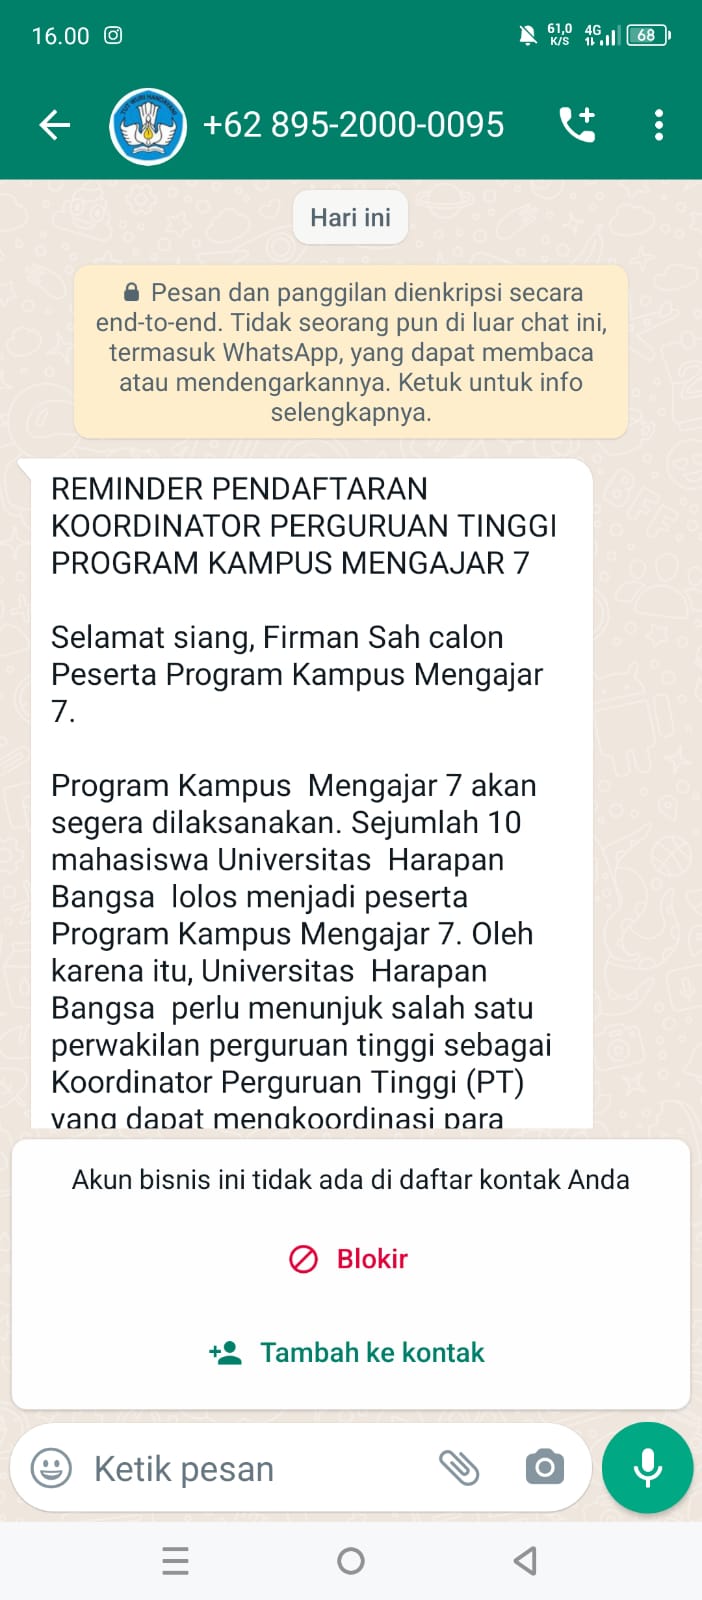 16.00
61,0
K/S
4G
68
+62 895-2000-0095
Hari ini
Pesan dan panggilan dienkripsi secara
end-to-end. Tidak seorang pun di luar chat ini,
termasuk WhatsApp, yang dapat membaca
atau mendengarkannya. Ketuk untuk info
selengkapnya.
REMINDER PENDAFTARAN
KOORDINATOR PERGURUAN TINGGI
PROGRAM KAMPUS MENGAJAR 7
Selamat siang, Firman Sah calon
Peserta Program Kampus Mengajar
7.
Program Kampus  Mengajar 7 akan
segera dilaksanakan. Sejumlah 10
mahasiswa Universitas  Harapan
Bangsa  lolos menjadi peserta
Program Kampus Mengajar 7. Oleh
karena itu, Universitas  Harapan
Bangsa  perlu menunjuk salah satu
perwakilan perguruan tinggi sebagai
Koordinator Perguruan Tinggi (PT)
yang dapat mengkoordinasi para
Akun bisnis ini tidak ada di daftar kontak Anda
Blokir
Tambah ke kontak
Ketik pesan